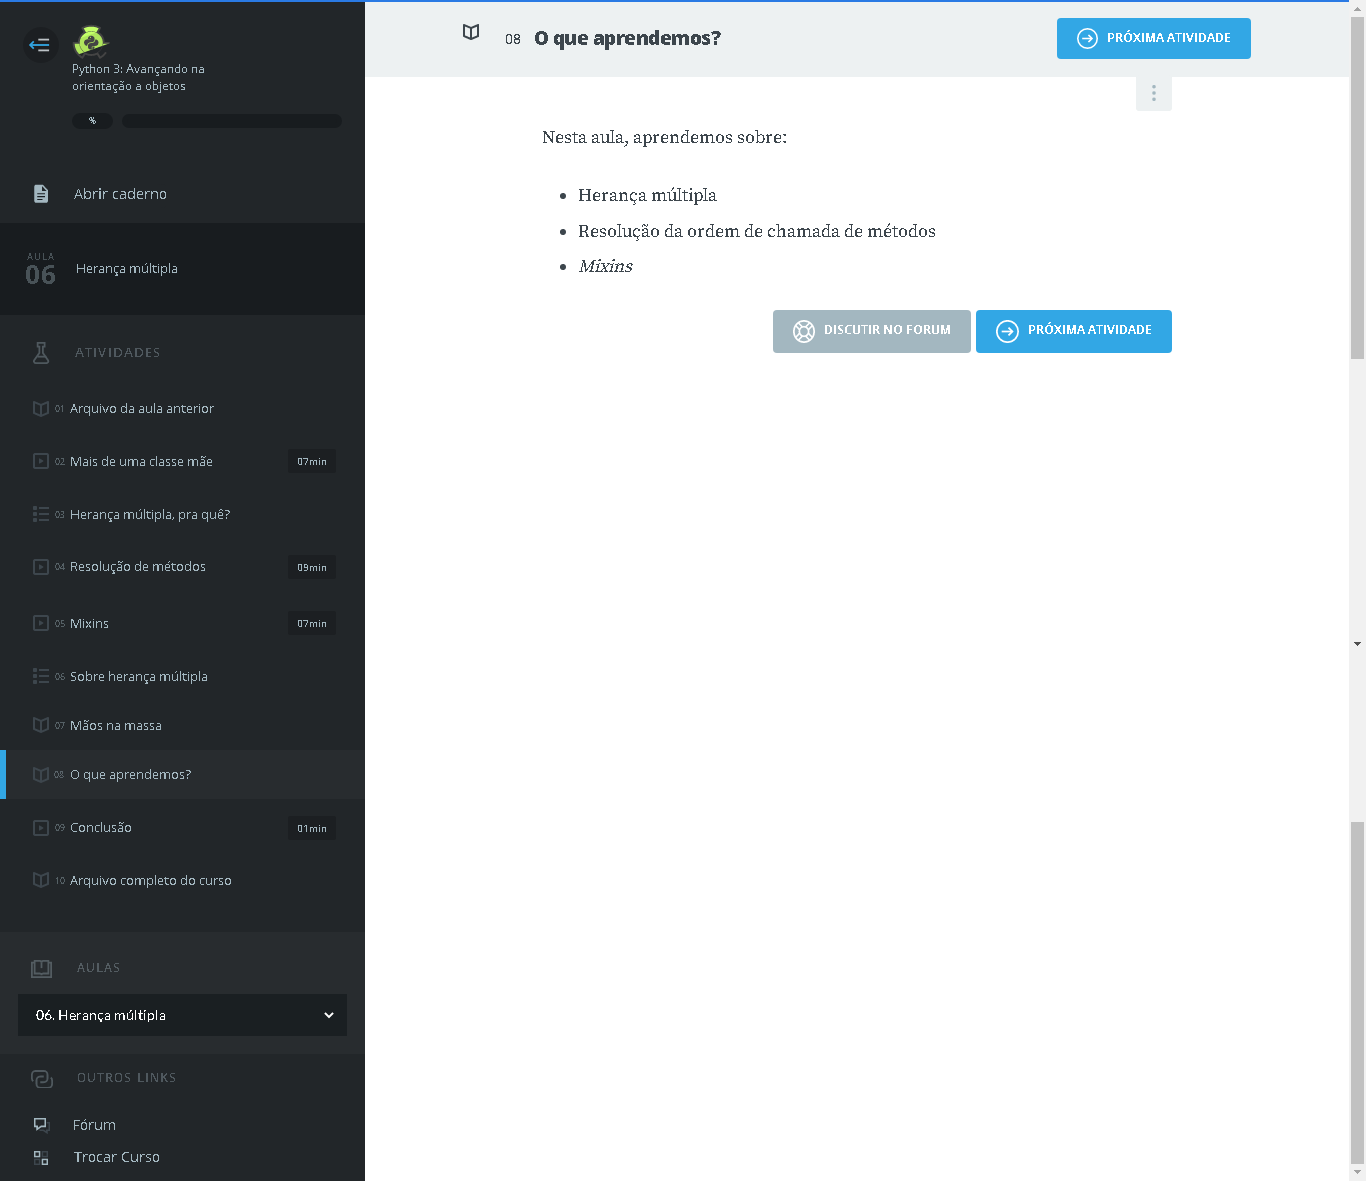 Python 3: Avançando na
orientação a objetos
%
Abrir caderno
AULA
06
Herança múltipla
ATIVIDADES
01 Arquivo da aula anterior
02 Mais de uma classe mãe 07min
03 Herança múltipla, pra quê?
04 Resolução de métodos 09min
05 Mixins 07min
06 Sobre herança múltipla
07 Mãos na massa
08 O que aprendemos?
09 Conclusão 01min
10 Arquivo completo do curso
AULAS
06. Herança múltipla
OUTROS LINKS
Fórum
Trocar Curso
08 O que aprendemos?
PRÓXIMA ATIVIDADE
Nesta aula, aprendemos sobre:
• Herança múltipla
• Resolução da ordem de chamada de métodos
• Mixins
DISCUTIR NO FORUM
PRÓXIMA ATIVIDADE